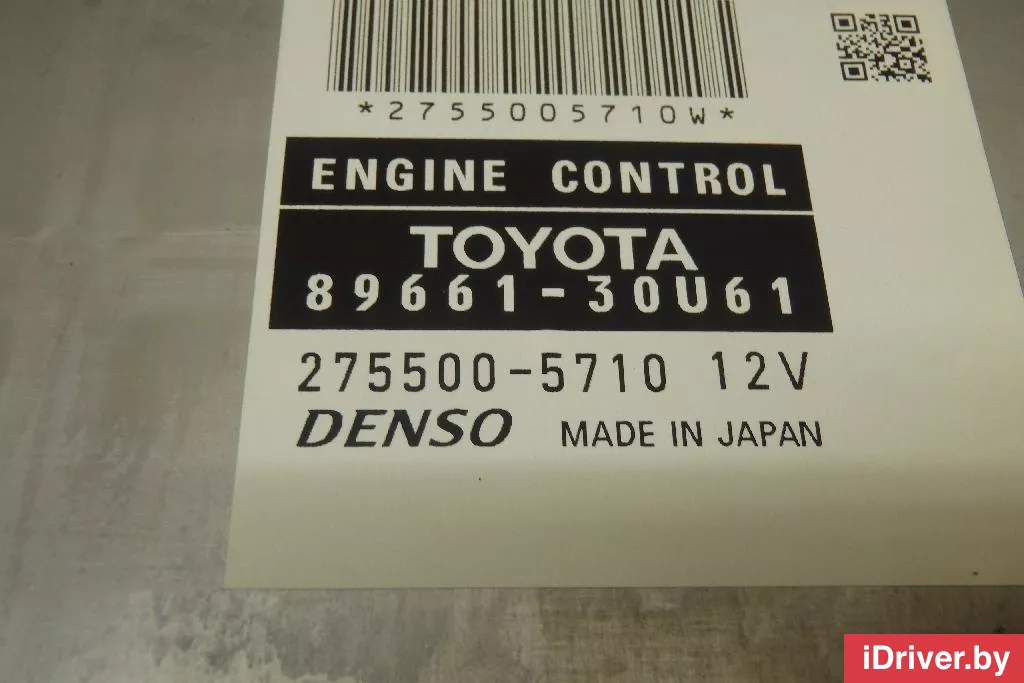 *2755005710W*
ENGINE CONTROL
TOYOTA
89661-30U61
275500-5710 12V
DENSO MADE IN JAPAN
iDriver.by